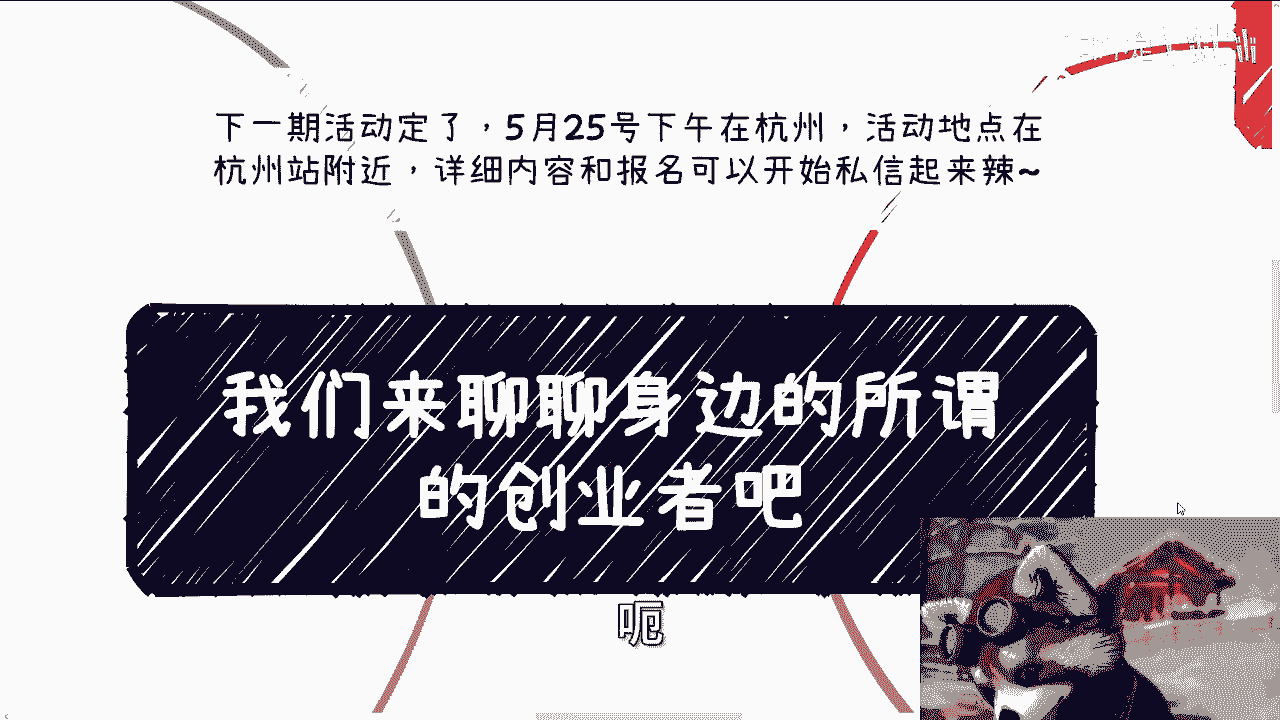 下一期活动定了，5月25号下午在杭州，活动地点在
杭州站附近，详细内容和报名可以开始私信起来辣~
我们来聊聊身边的所谓
的创业者吧
呃